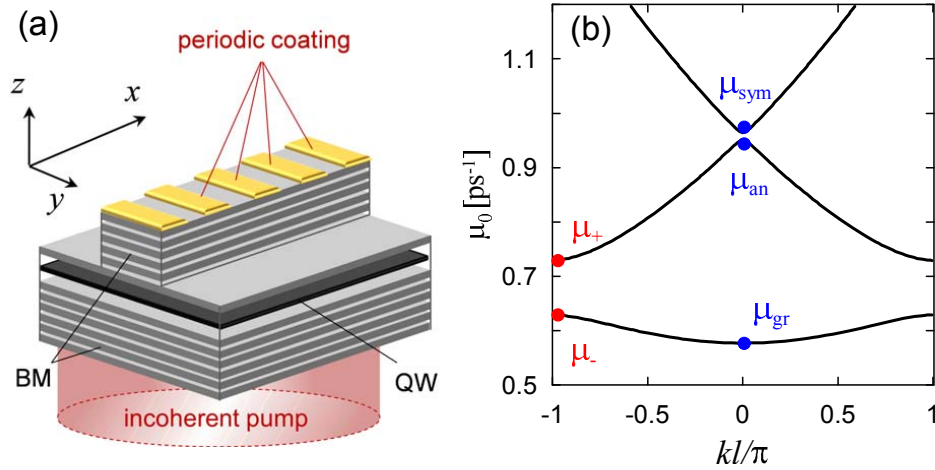 (a)
periodic coating
z
x
y
BM
QW
incoherent pump
(b)
μ₀ [ps⁻¹]
1.1
0.9
0.7
0.5
μsym
μan
μ+
μgr
μ-
-1
-0.5
0
0.5
1
kl/π